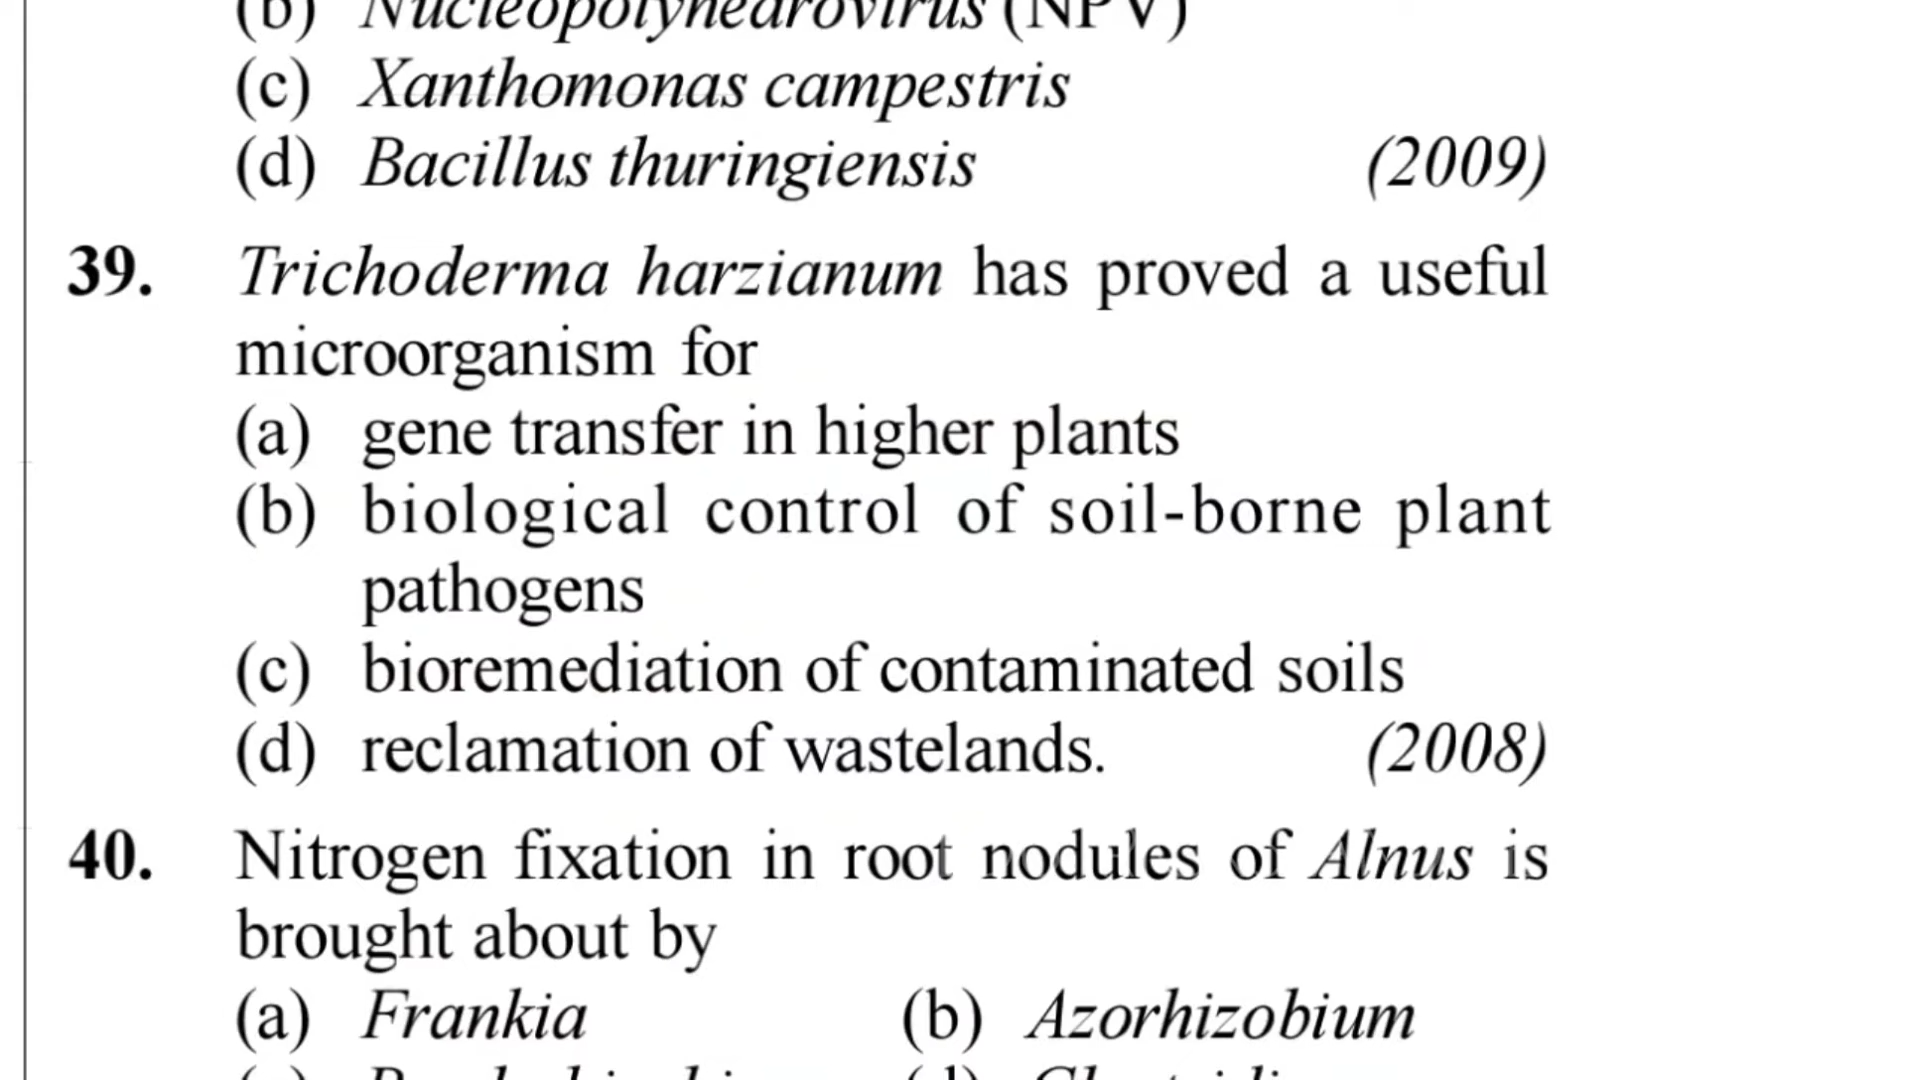 (b) Nucleopolyhedrovirus (NPV)
(c) Xanthomonas campestris
(d) Bacillus thuringiensis (2009)
39. Trichoderma harzianum has proved a useful
microorganism for
(a) gene transfer in higher plants
(b) biological control of soil-borne plant
pathogens
(c) bioremediation of contaminated soils
(d) reclamation of wastelands. (2008)
40. Nitrogen fixation in root nodules of Alnus is
brought about by
(a) Frankia (b) Azorhizobium